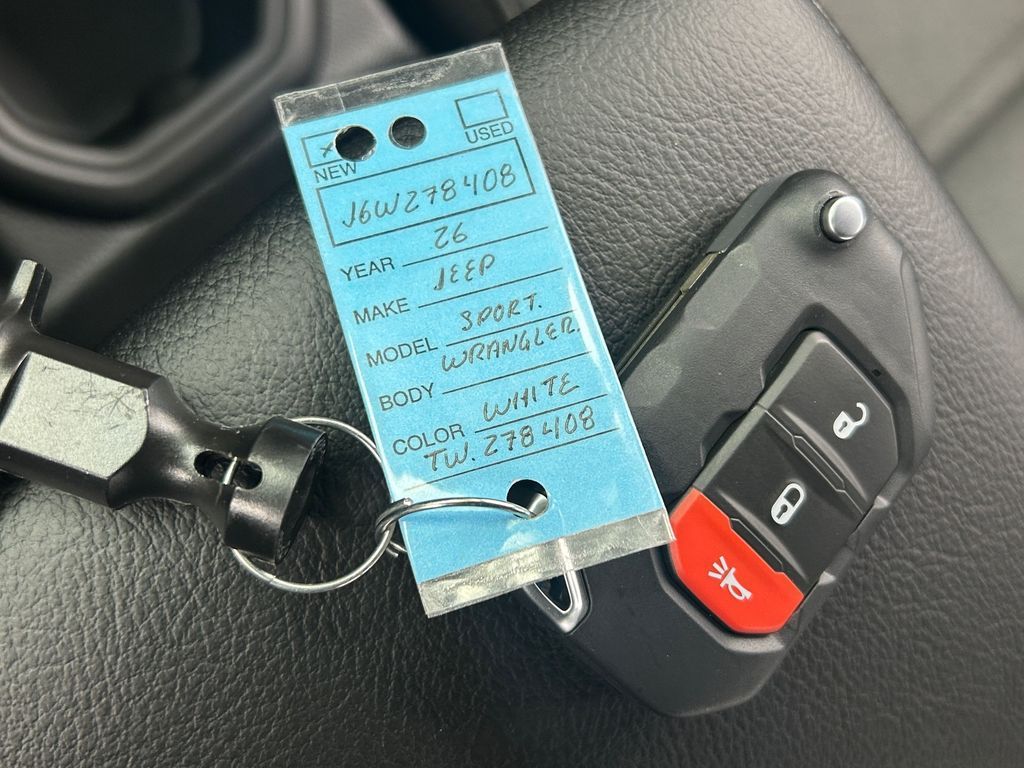 NEW USED
J6W278408
YEAR 26
MAKE JEEP
MODEL SPORT.
BODY WRANGLER.
COLOR WHITE
TW. 278408